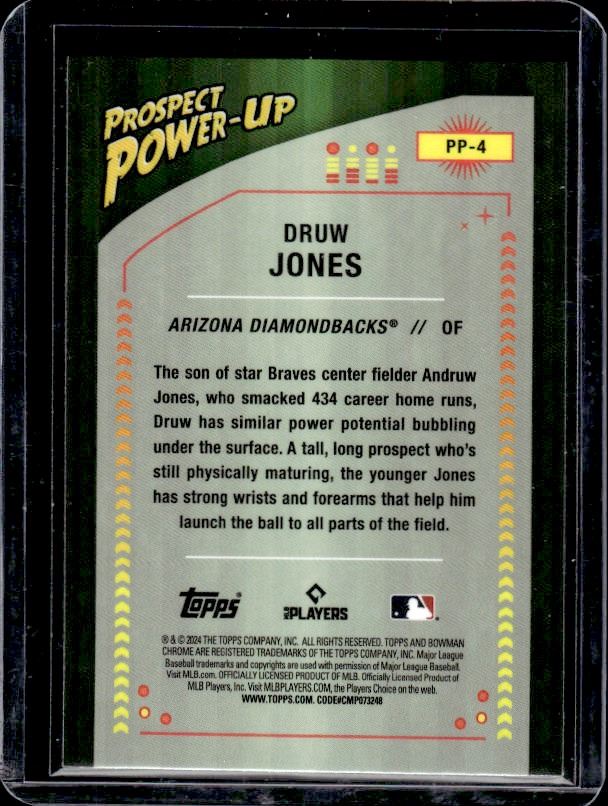 PROSPECT
POWER-UP
PP-4
DRUW
JONES
ARIZONA DIAMONDBACKS® // OF
The son of star Braves center fielder Andruw
Jones, who smacked 434 career home runs,
Druw has similar power potential bubbling
under the surface. A tall, long prospect who's
still physically maturing, the younger Jones
has strong wrists and forearms that help him
launch the ball to all parts of the field.
topps® PLAYERS
® & © 2024 THE TOPPS COMPANY, INC. ALL RIGHTS RESERVED. TOPPS AND BOWMAN
CHROME ARE REGISTERED TRADEMARKS OF THE TOPPS COMPANY, INC. Major League
Baseball trademarks and copyrights are used with permission of Major League Baseball.
Visit MLB.com. OFFICIALLY LICENSED PRODUCT OF MLB. Officially Licensed Product of
MLB Players, Inc. Visit MLBPLAYERS.COM, the Players Choice on the web.
WWW.TOPPS.COM. CODE#CMP073248